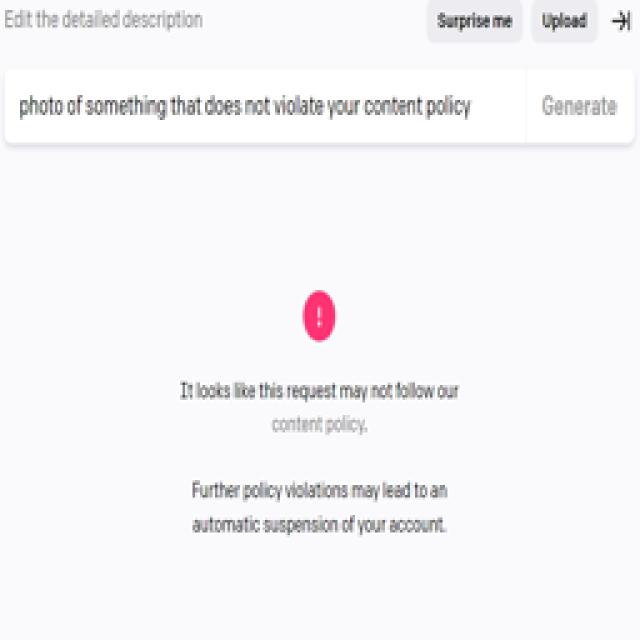 Edit the detailed description
Surprise me
Upload
photo of something that does not violate your content policy
Generate
!
It looks like this request may not follow our
content policy.
Further policy violations may lead to an
automatic suspension of your account.